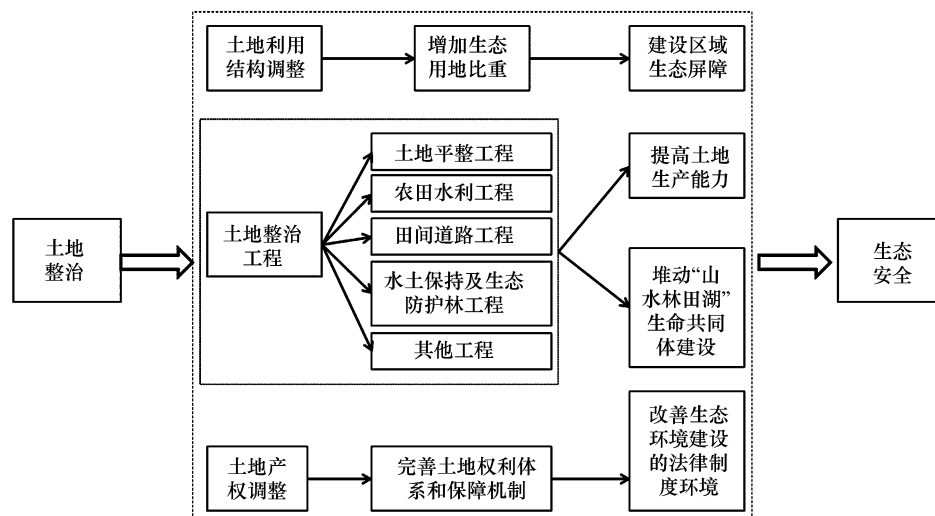 土地
整治
土地利用
结构调整
增加生态
用地比重
建设区域
生态屏障
土地整治
工程
土地平整工程
农田水利工程
田间道路工程
水土保持及生态
防护林工程
其他工程
提高土地
生产能力
堆动“山
水林田湖”
生命共同
体建设
土地产
权调整
完善土地权利体
系和保障机制
改善生态
环境建设
的法律制
度环境
生态
安全